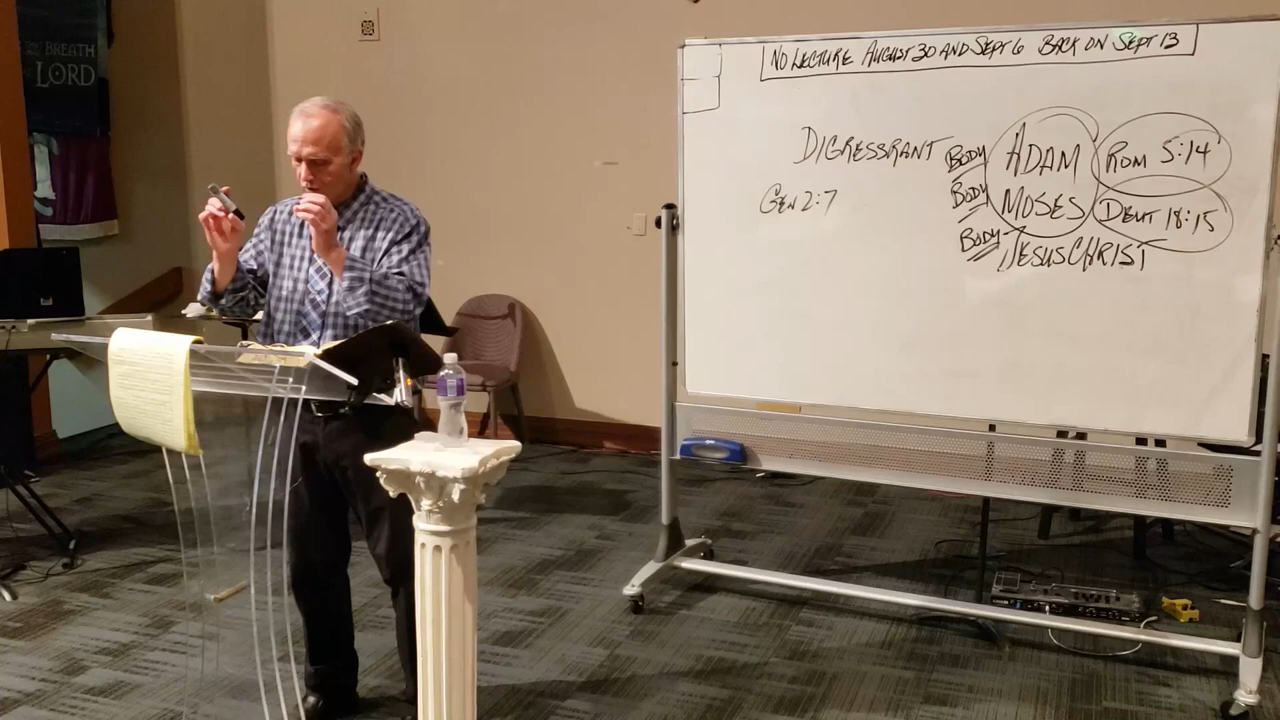 BREATH
LORD
NO LECTURE AUGUST 30 AND SEPT 6 BACK ON SEPT 13
DIGRESSRANT BODY ADAM ROM 5:14
GEN 2:7 BODY MOSES DEUT 18:15
BODY JESUS CHRIST